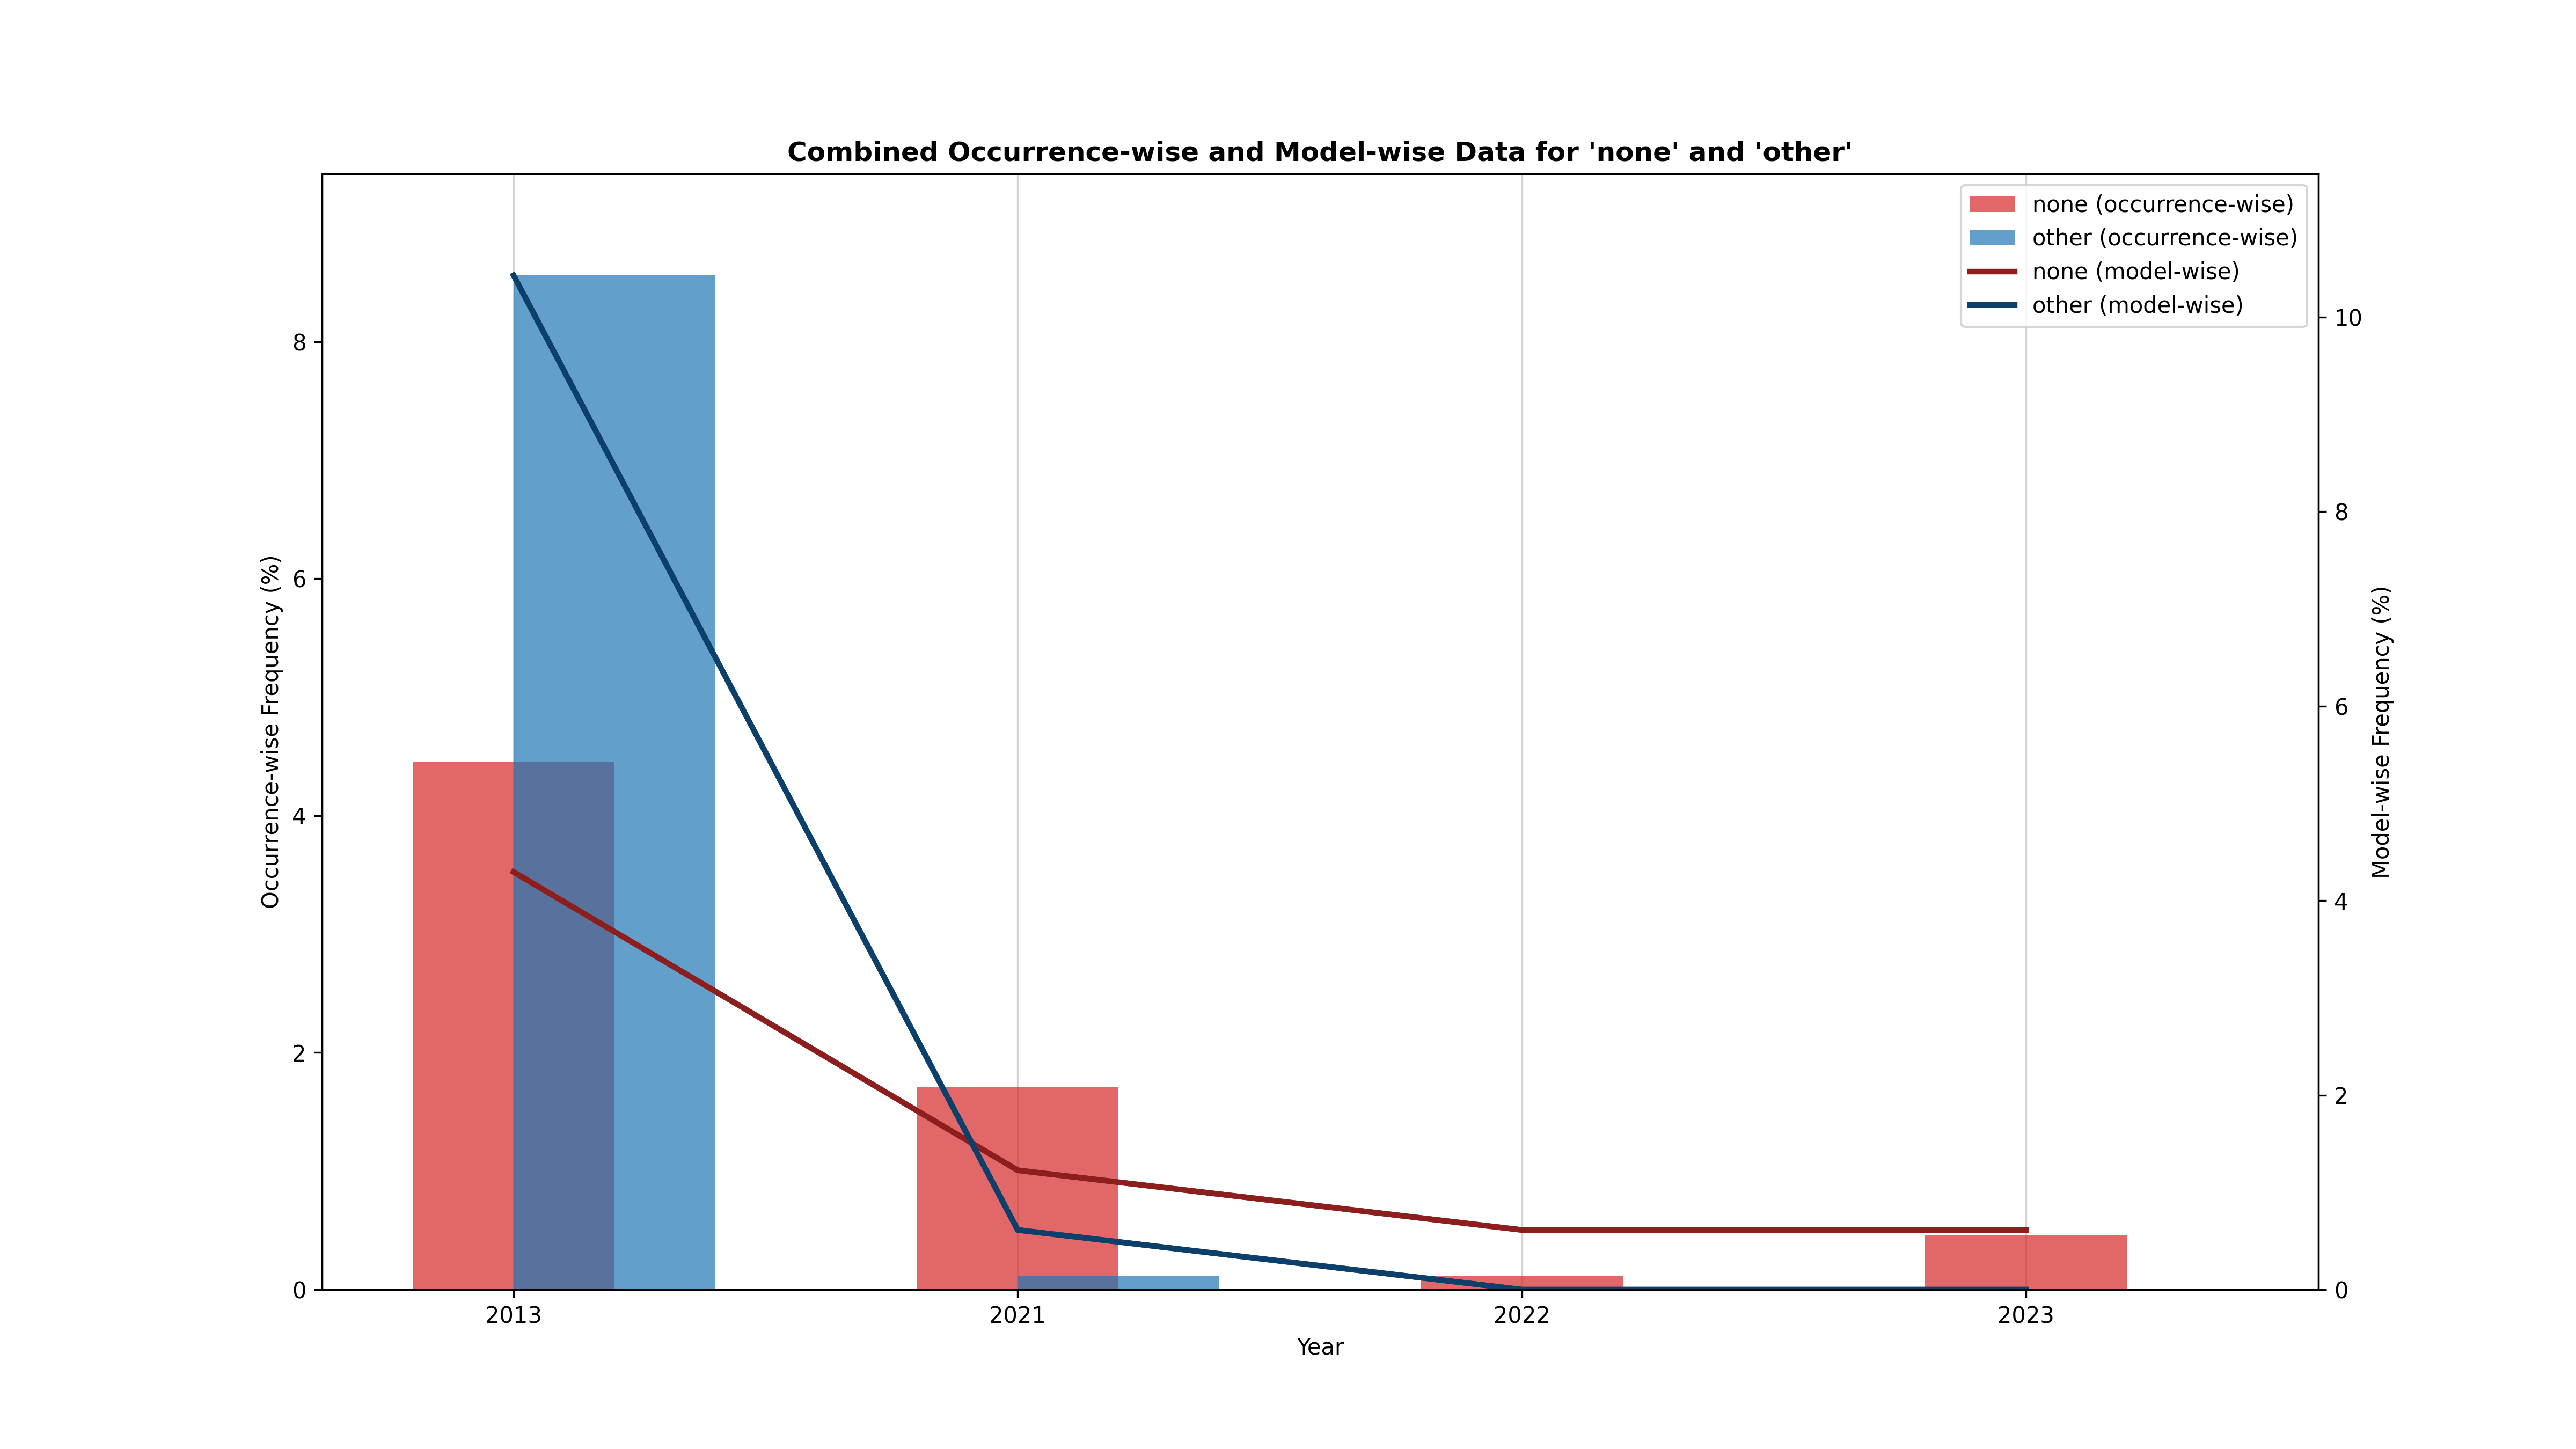 Combined Occurrence-wise and Model-wise Data for 'none' and 'other'
none (occurrence-wise)
other (occurrence-wise)
none (model-wise)
other (model-wise)
Occurrence-wise Frequency (%)
8
6
4
2
0
Model-wise Frequency (%)
10
8
6
4
2
0
2013 2021 2022 2023
Year